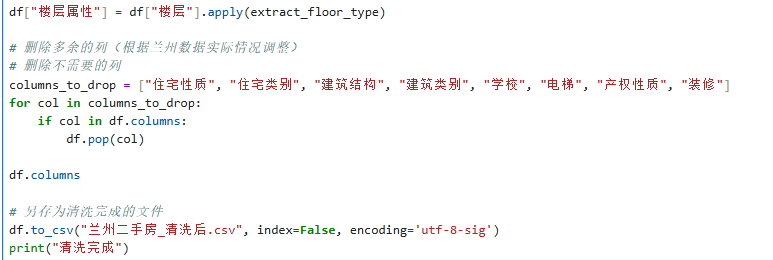 df["楼层属性"] = df["楼层"].apply(extract_floor_type)
# 删除多余的列（根据兰州数据实际情况调整）
# 删除不需要的列
columns_to_drop = ["住宅性质", "住宅类别", "建筑结构", "建筑类别", "学校", "电梯", "产权性质", "装修"]
for col in columns_to_drop:
    if col in df.columns:
        df.pop(col)
df.columns
# 另存为清洗完成的文件
df.to_csv("兰州二手房_清洗后.csv", index=False, encoding='utf-8-sig')
print("清洗完成")